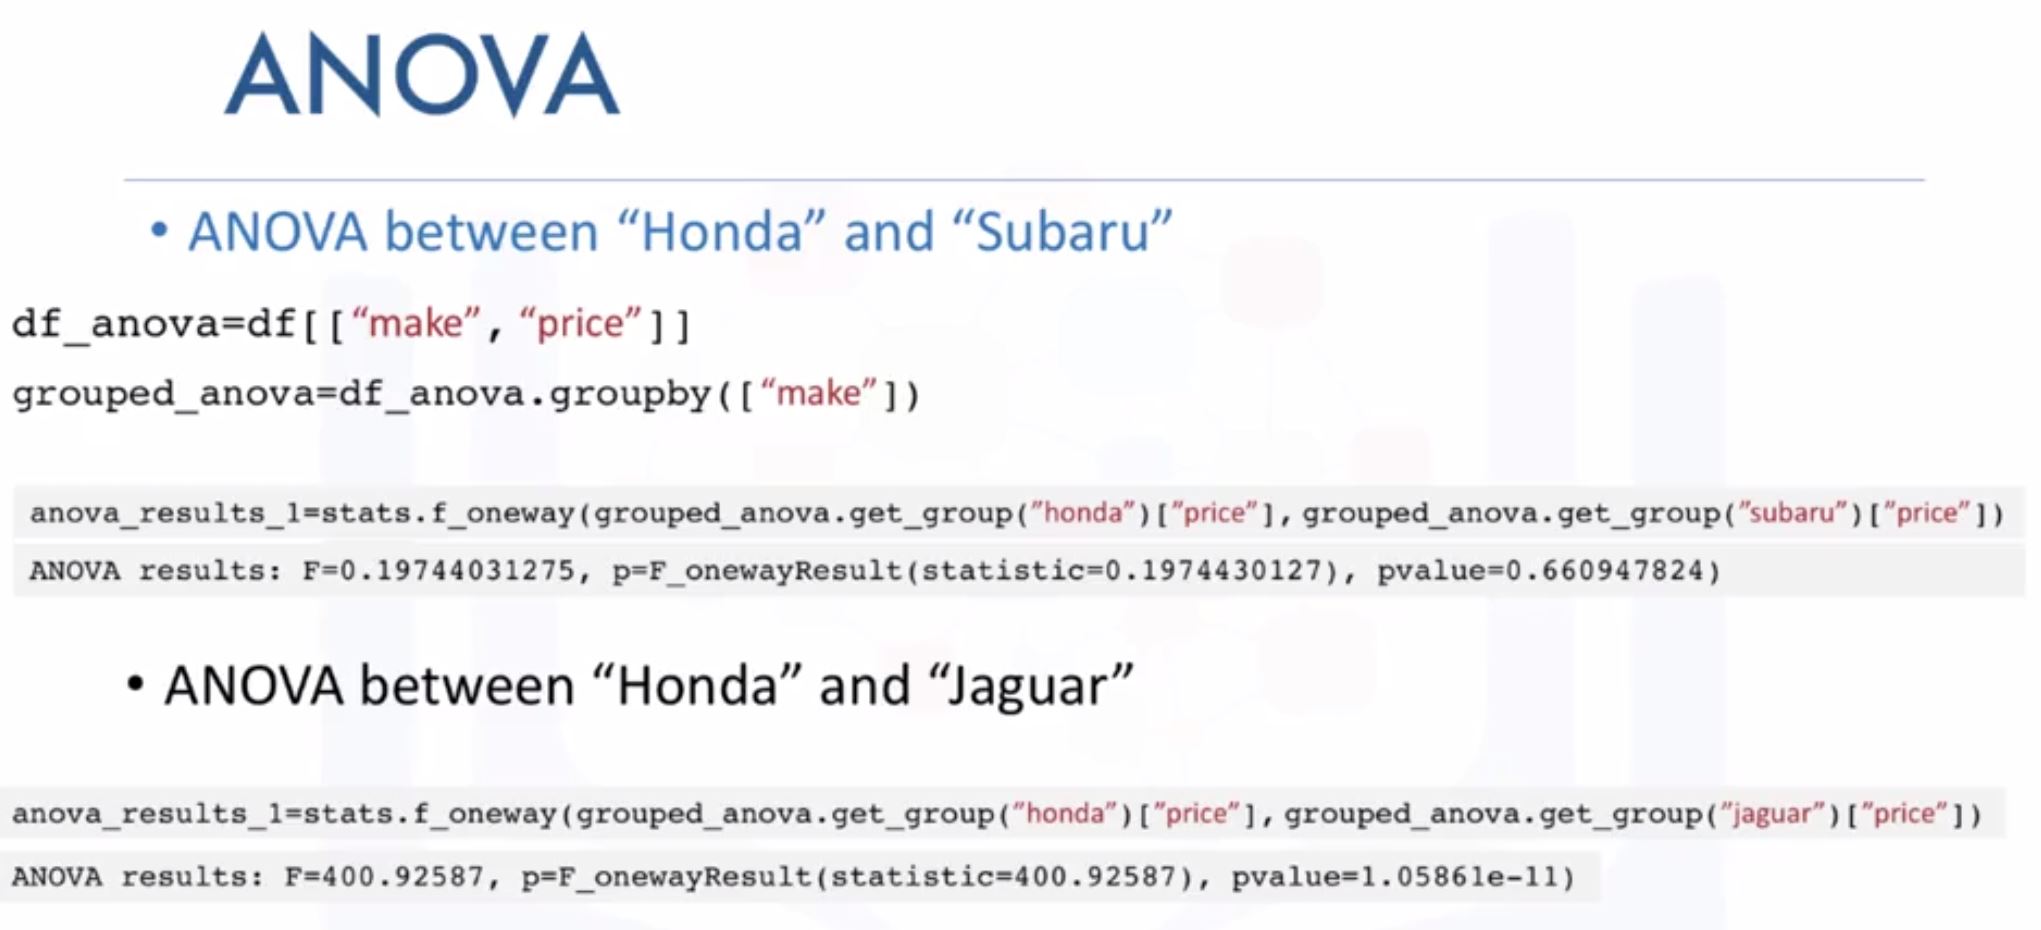 ANOVA
• ANOVA between “Honda” and “Subaru”
df_anova=df[[“make”, “price”]]
grouped_anova=df_anova.groupby([“make”])
anova_results_1=stats.f_oneway(grouped_anova.get_group(”honda”)[”price”],grouped_anova.get_group(”subaru”)[”price”])
ANOVA results: F=0.19744031275, p=F_onewayResult(statistic=0.1974430127), pvalue=0.660947824)
• ANOVA between “Honda” and “Jaguar”
anova_results_1=stats.f_oneway(grouped_anova.get_group(”honda”)[”price”],grouped_anova.get_group(”jaguar”)[”price”])
ANOVA results: F=400.92587, p=F_onewayResult(statistic=400.92587), pvalue=1.05861e-11)